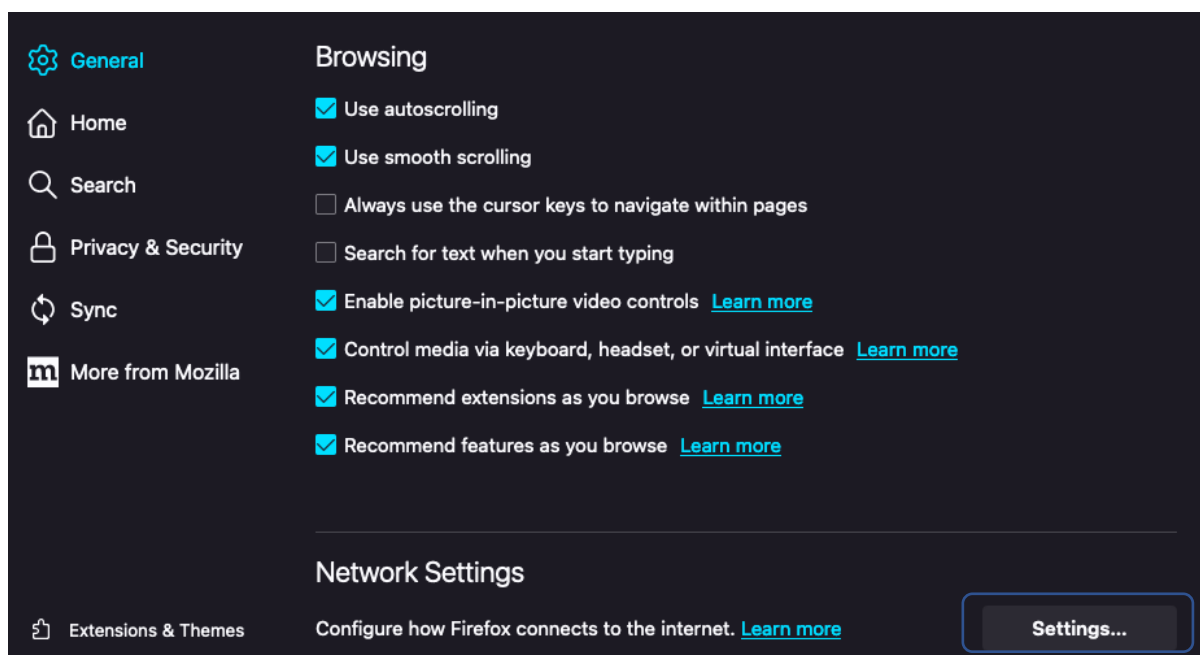 General
Home
Search
Privacy & Security
Sync
m More from Mozilla
Extensions & Themes
Browsing
Use autoscrolling
Use smooth scrolling
Always use the cursor keys to navigate within pages
Search for text when you start typing
Enable picture-in-picture video controls Learn more
Control media via keyboard, headset, or virtual interface Learn more
Recommend extensions as you browse Learn more
Recommend features as you browse Learn more
Network Settings
Configure how Firefox connects to the internet. Learn more
Settings...